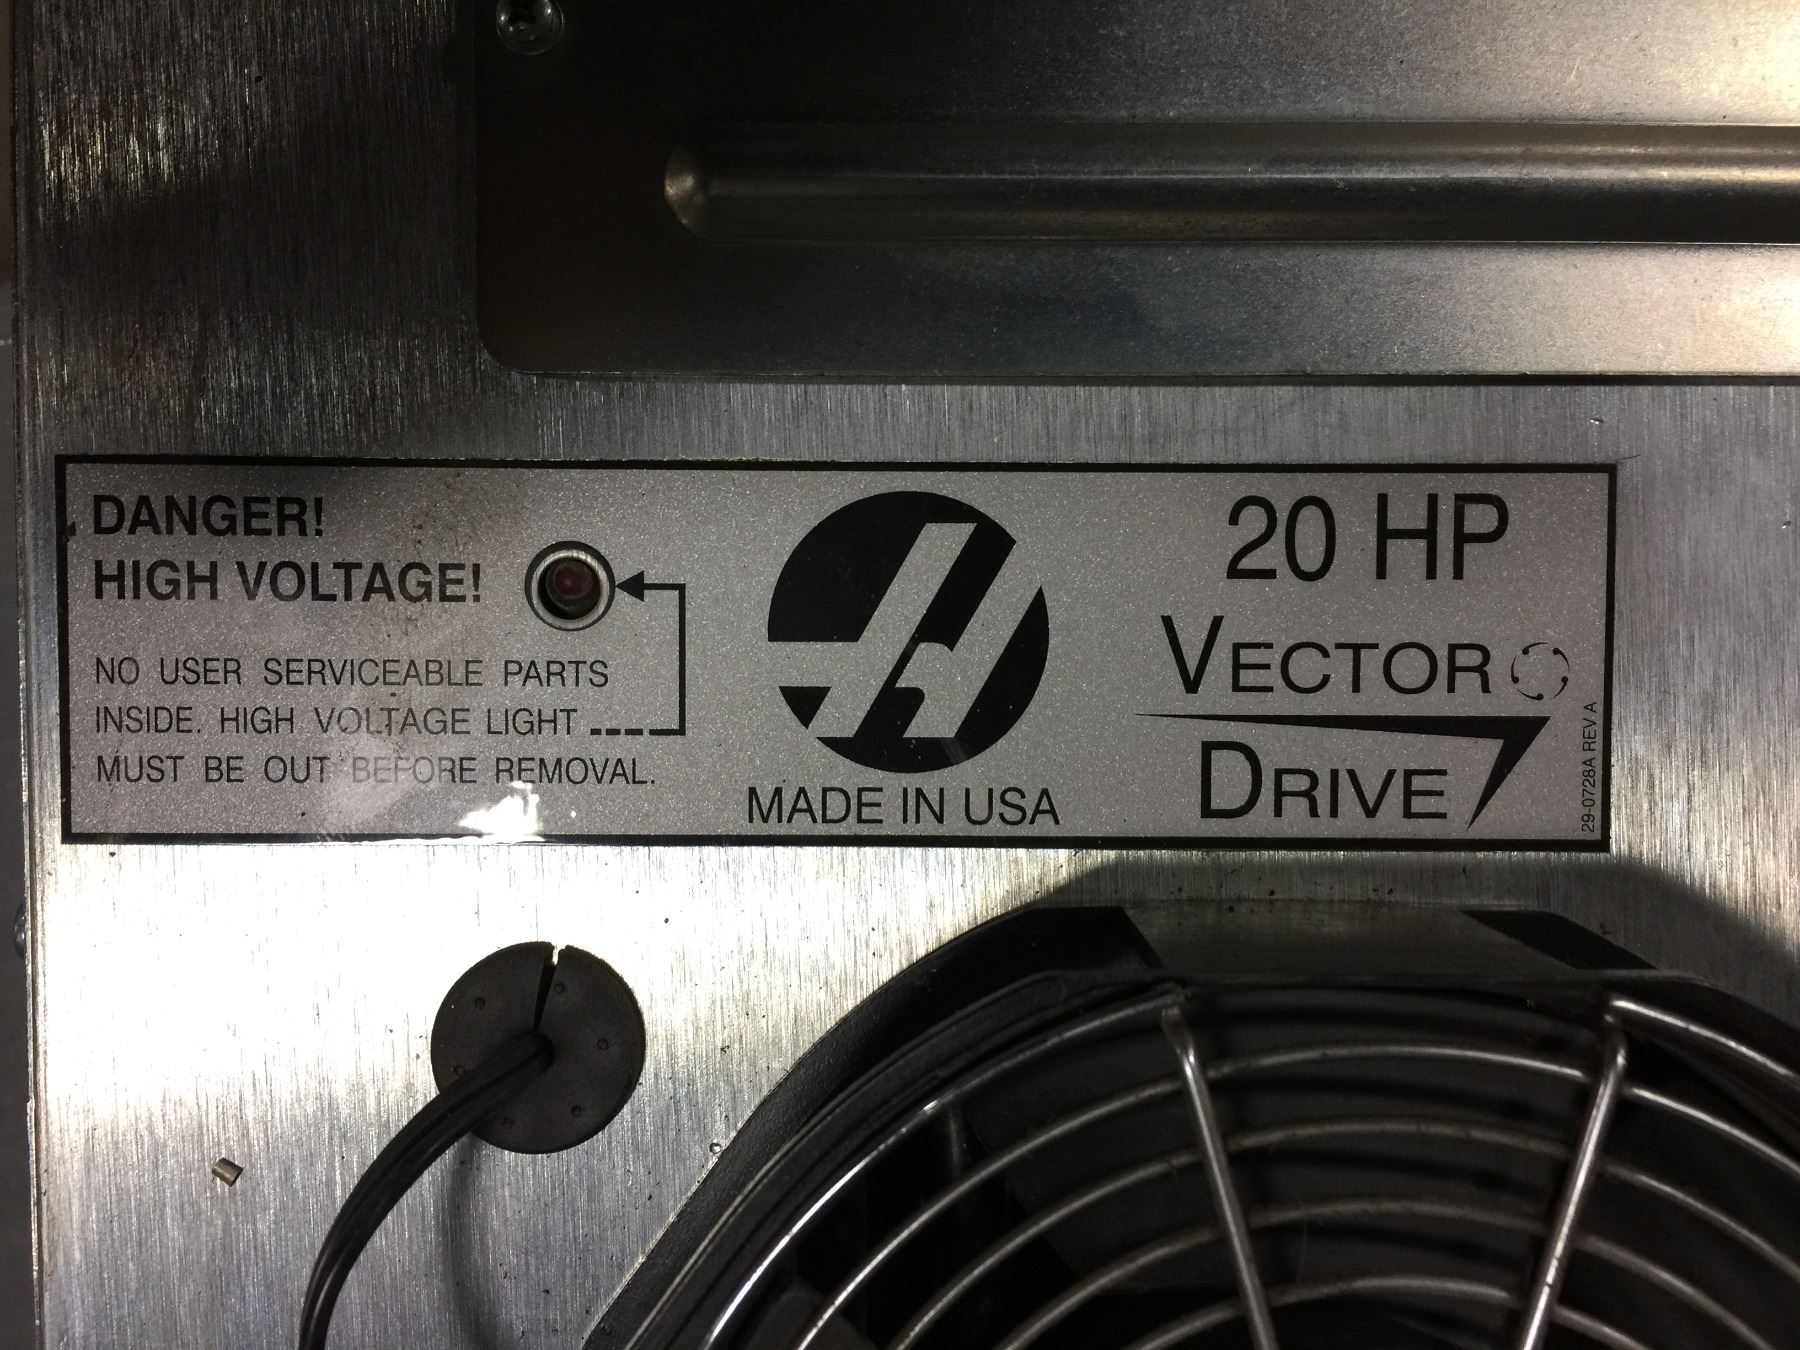 DANGER!
HIGH VOLTAGE!
NO USER SERVICEABLE PARTS
INSIDE. HIGH VOLTAGE LIGHT
MUST BE OUT BEFORE REMOVAL.
MADE IN USA
20 HP
VECTOR
DRIVE
29-0728A REV A